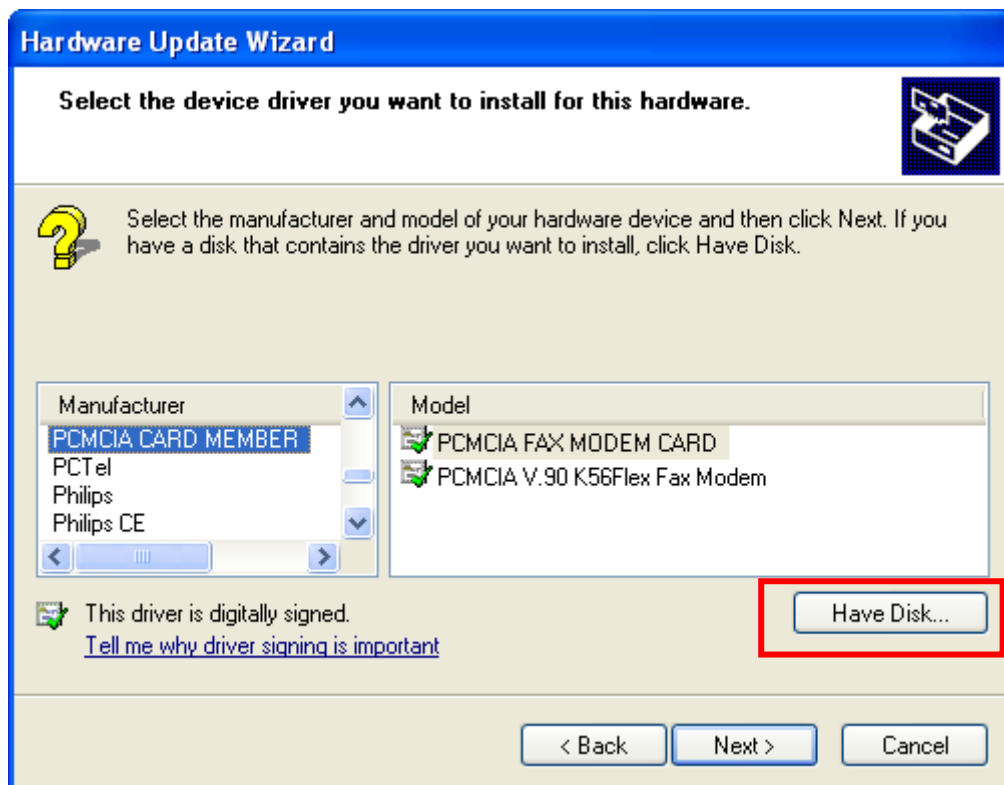 Hardware Update Wizard
Select the device driver you want to install for this hardware.
Select the manufacturer and model of your hardware device and then click Next. If you
have a disk that contains the driver you want to install, click Have Disk.
Manufacturer
PCMCIA CARD MEMBER
PCTel
Philips
Philips CE
Model
PCMCIA FAX MODEM CARD
PCMCIA V.90 K56Flex Fax Modem
This driver is digitally signed.
Tell me why driver signing is important
Have Disk...
< Back
Next >
Cancel